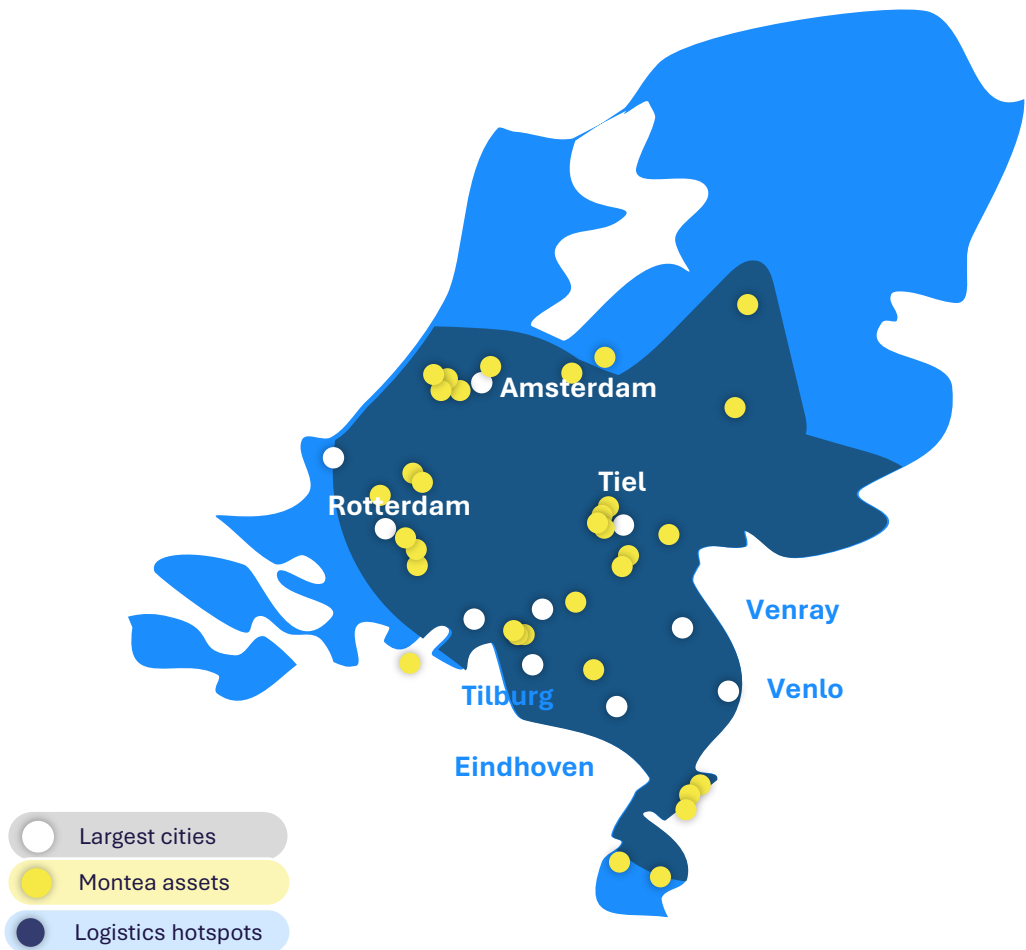 Amsterdam
Tiel
Rotterdam
Venray
Venlo
Tilburg
Eindhoven
Largest cities
Montea assets
Logistics hotspots